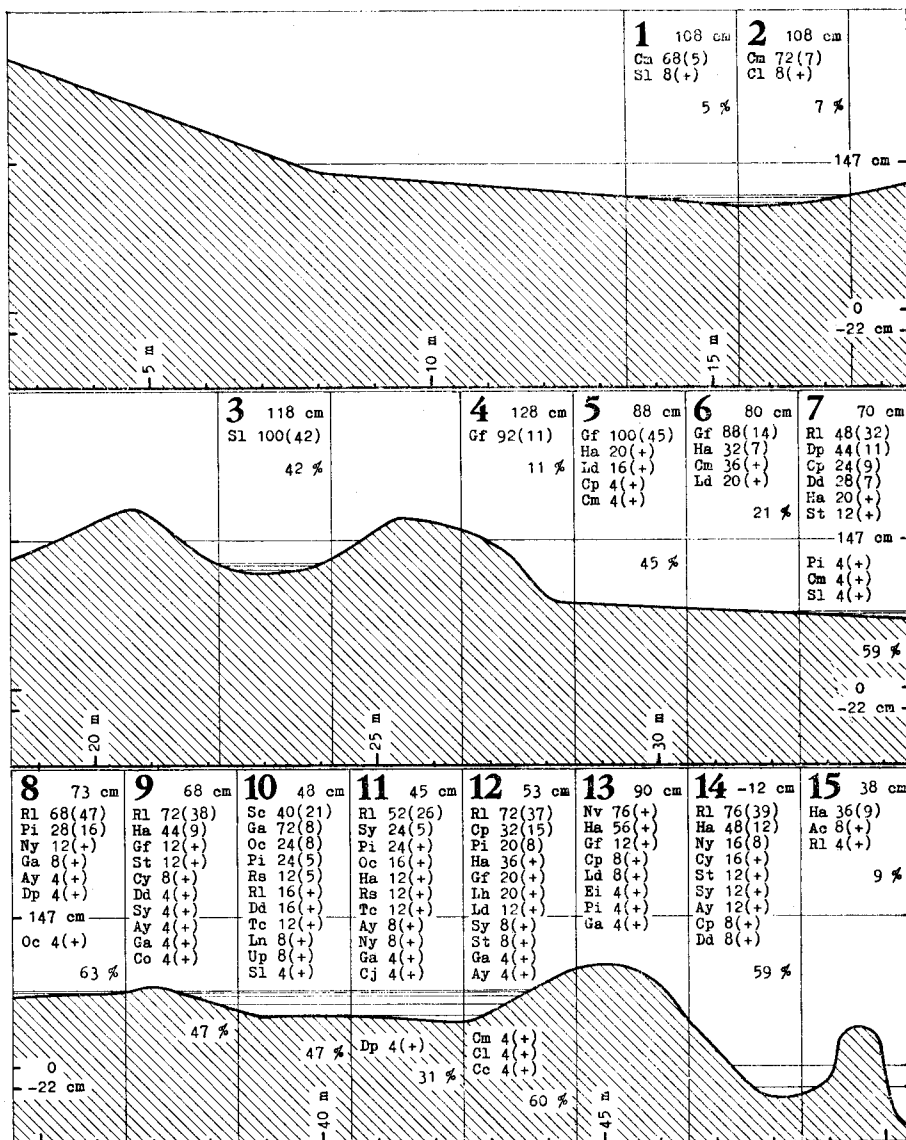 1 108 cm
Cm 68(5)
Sl 8(+)
5 %
2 108 cm
Cm 72(7)
Cl 8(+)
7 %
147 cm
0
-22 cm
5 m
10 m
15 m
3 118 cm
Sl 100(42)
42 %
4 128 cm
Gf 92(11)
11 %
5 88 cm
Gf 100(45)
Ha 20(+)
Ld 16(+)
Cp 4(+)
Cm 4(+)
45 %
6 80 cm
Gf 88(14)
Ha 32(7)
Cm 36(+)
Ld 20(+)
21 %
7 70 cm
Rl 48(32)
Dp 44(11)
Cp 24(9)
Dd 28(7)
Ha 20(+)
St 12(+)
147 cm
Pi 4(+)
Cm 4(+)
Sl 4(+)
59 %
0
-22 cm
20 m
25 m
30 m
8 73 cm
Rl 68(47)
Pi 28(16)
Ny 12(+)
Ga 8(+)
Ay 4(+)
Dp 4(+)
147 cm
Oc 4(+)
63 %
0
-22 cm
9 68 cm
Rl 72(38)
Ha 44(9)
Gf 12(+)
St 12(+)
Cy 8(+)
Dd 4(+)
Sy 4(+)
Ay 4(+)
Ga 4(+)
Co 4(+)
47 %
10 48 cm
Sc 40(21)
Ga 72(8)
Oc 24(8)
Pi 24(5)
Rs 12(5)
Rl 16(+)
Dd 16(+)
Tc 12(+)
Ln 8(+)
Up 8(+)
Sl 4(+)
47 %
11 45 cm
Rl 52(26)
Sy 24(5)
Pi 24(+)
Oc 16(+)
Ha 12(+)
Rs 12(+)
Tc 12(+)
Ay 8(+)
Ny 8(+)
Ga 4(+)
Cj 4(+)
Dp 4(+)
31 %
12 53 cm
Rl 72(37)
Cp 32(15)
Pi 20(8)
Ha 36(+)
Gf 20(+)
Lh 20(+)
Ld 12(+)
Sy 8(+)
St 8(+)
Ga 4(+)
Ay 4(+)
Cm 4(+)
Cl 4(+)
Cc 4(+)
60 %
13 90 cm
Nv 76(+)
Ha 56(+)
Gf 12(+)
Cp 8(+)
Ld 8(+)
Ei 4(+)
Pi 4(+)
Ga 4(+)
14 -12 cm
Rl 76(39)
Ha 48(12)
Ny 16(8)
Cy 16(+)
St 12(+)
Sy 12(+)
Ay 12(+)
Cp 8(+)
Dd 8(+)
59 %
15 38 cm
Ha 36(9)
Ac 8(+)
Rl 4(+)
9 %
40 m
45 m